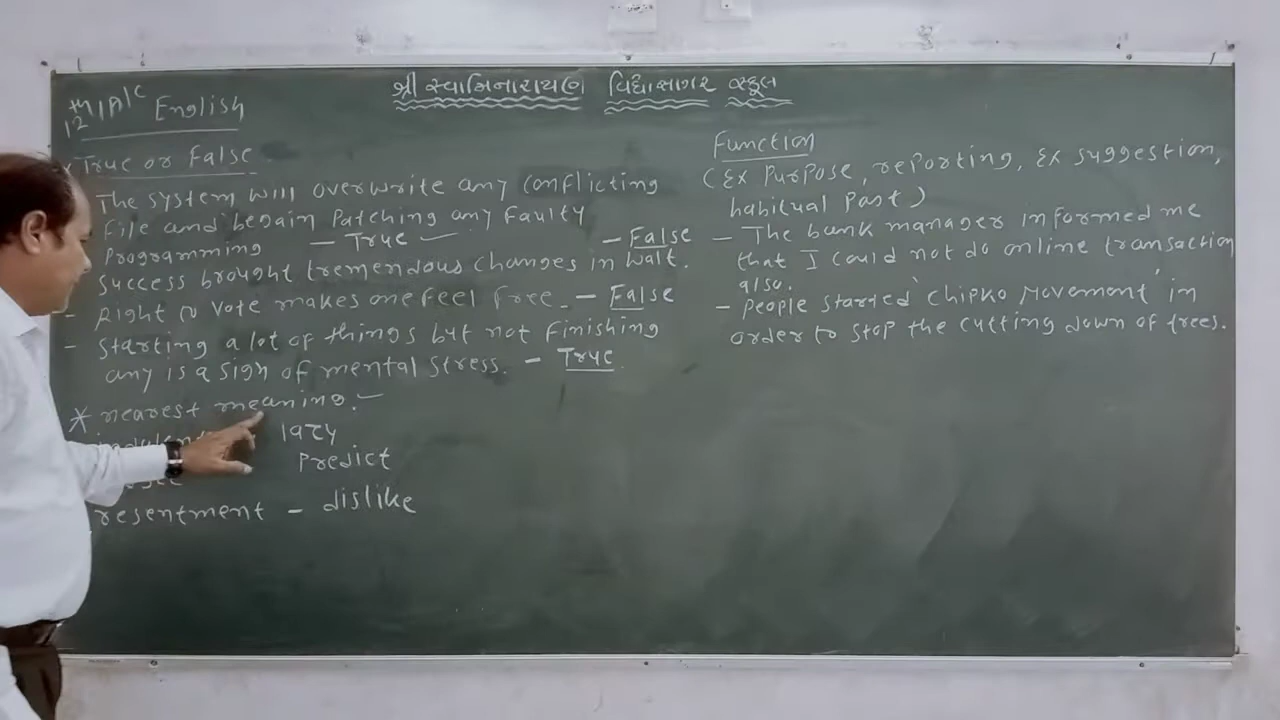 શ્રી સ્વામિનારાયણ વિદ્યાસાગર સ્કૂલ
12th A/C English
True or False
The system will overwrite any conflicting
File and begain Patching any Faulty
Programming - True
Success brought tremendous changes in Walt. - False
- Right to vote makes one Feel Free - False
- Starting a lot of things but not Finishing
any is a sign of mental stress. - True
* nearest meaning.
lazy
Predict
resentment - dislike
Function
(Ex Purpose, reporting, Ex suggestion,
habitual Past)
- The bank manager informed me
that I could not do online transaction
also.
- People started 'Chipko Movement' in
order to stop the cutting down of trees.